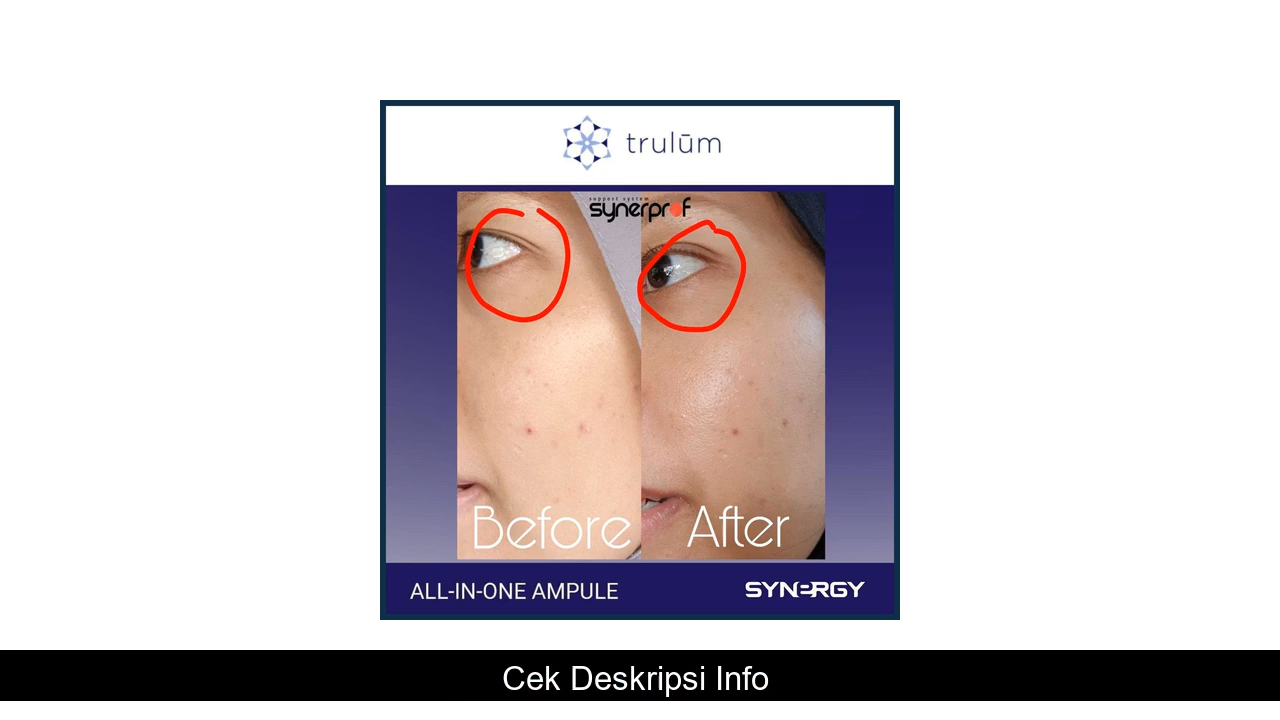 trulūm
support system
synerprof
Before
After
ALL-IN-ONE AMPULE
SYNERGY
Cek Deskripsi Info